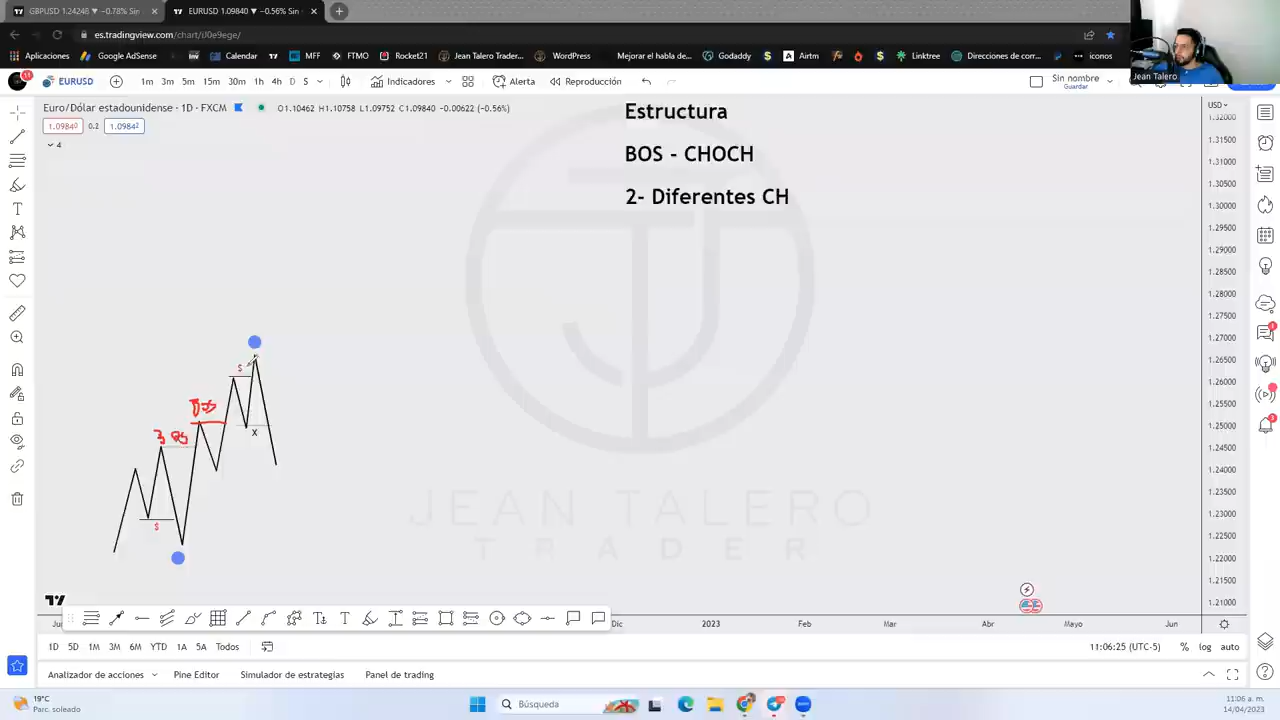 GBPUSD 1.24248 ▼ −0.78% Sin
EURUSD 1.09840 ▼ −0.56% Sin
es.tradingview.com/chart/iJ0e9ege/
Aplicaciones
Google AdSense
Calendar
MFF
FTMO
Rocket21
Jean Talero Trader...
WordPress
Mejorar el habla de...
Godaddy
Airtm
Linktree
Direcciones de corr...
iconos
Jean Talero
11
EURUSD
1m 3m 5m 15m 30m 1h 4h D S
Indicadores
Alerta
Reproducción
Sin nombre
Guardar
Euro/Dólar estadounidense · 1D · FXCM
O1.10462 H1.10758 L1.09752 C1.09840 −0.00622 (−0.56%)
1.09840 0.2 1.09842
4
Estructura
BOS - CHOCH
2- Diferentes CH
$
X
$
JEAN TALERO
TRADER
USD
1.32000
1.31500
1.31000
1.30500
1.30000
1.29500
1.29000
1.28500
1.28000
1.27500
1.27000
1.26500
1.26000
1.25500
1.25000
1.24500
1.24000
1.23500
1.23000
1.22500
1.22000
1.21500
1.21000
Dic 2023 Feb Mar Abr Mayo Jun
1D 5D 1M 3M 6M YTD 1A 5A Todos
11:06:25 (UTC-5) % log auto
Analizador de acciones Pine Editor Simulador de estrategias Panel de trading
19°C
Parc. soleado
Búsqueda
11:06 a. m.
14/04/2023